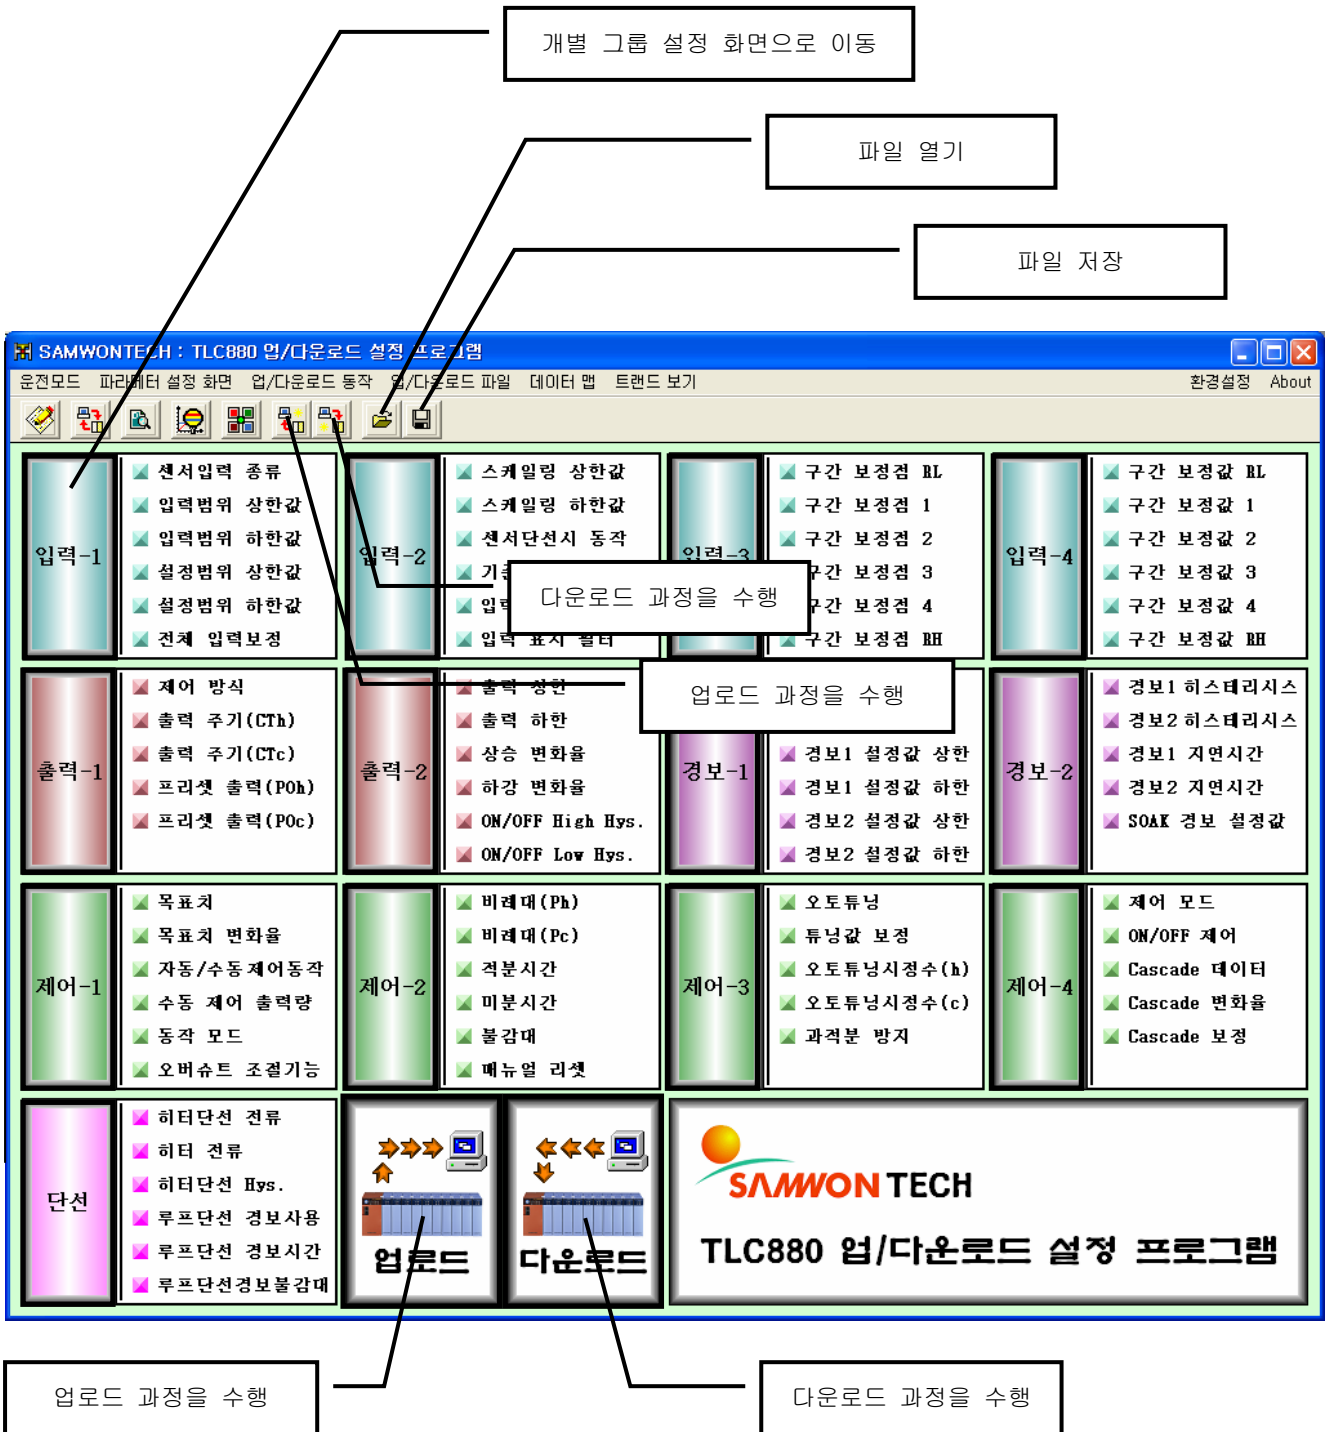 개별 그룹 설정 화면으로 이동
파일 열기
파일 저장
SAMWONTECH : TLC880 업/다운로드 설정 프로그램
운전모드 파라메터 설정 화면 업/다운로드 동작 업/다운로드 파일 데이터 맵 트랜드 보기 환경설정 About
입력-1
센서입력 종류
입력범위 상한값
입력범위 하한값
설정범위 상한값
설정범위 하한값
전체 입력보정
입력-2
스케일링 상한값
스케일링 하한값
센서단선시 동작
입력 표시 필터
입력-3
구간 보정점 RL
구간 보정점 1
구간 보정점 2
구간 보정점 3
구간 보정점 4
구간 보정점 RH
입력-4
구간 보정값 RL
구간 보정값 1
구간 보정값 2
구간 보정값 3
구간 보정값 4
구간 보정값 RH
다운로드 과정을 수행
업로드 과정을 수행
출력-1
제어 방식
출력 주기(CTh)
출력 주기(CTc)
프리셋 출력(POh)
프리셋 출력(POc)
출력-2
출력 상한
출력 하한
상승 변화율
하강 변화율
ON/OFF High Hys.
ON/OFF Low Hys.
경보-1
경보1 설정값 상한
경보1 설정값 하한
경보2 설정값 상한
경보2 설정값 하한
경보-2
경보1 히스테리시스
경보2 히스테리시스
경보1 지연시간
경보2 지연시간
SOAK 경보 설정값
제어-1
목표치
목표치 변화율
자동/수동제어동작
수동 제어 출력량
동작 모드
오버슈트 조절기능
제어-2
비례대(Ph)
비례대(Pc)
적분시간
미분시간
불감대
매뉴얼 리셋
제어-3
오토튜닝
튜닝값 보정
오토튜닝시정수(h)
오토튜닝시정수(c)
과적분 방지
제어-4
제어 모드
ON/OFF 제어
Cascade 데이터
Cascade 변화율
Cascade 보정
단선
히터단선 전류
히터 전류
히터단선 Hys.
루프단선 경보사용
루프단선 경보시간
루프단선경보불감대
업로드
다운로드
SAMWON TECH
TLC880 업/다운로드 설정 프로그램
업로드 과정을 수행
다운로드 과정을 수행